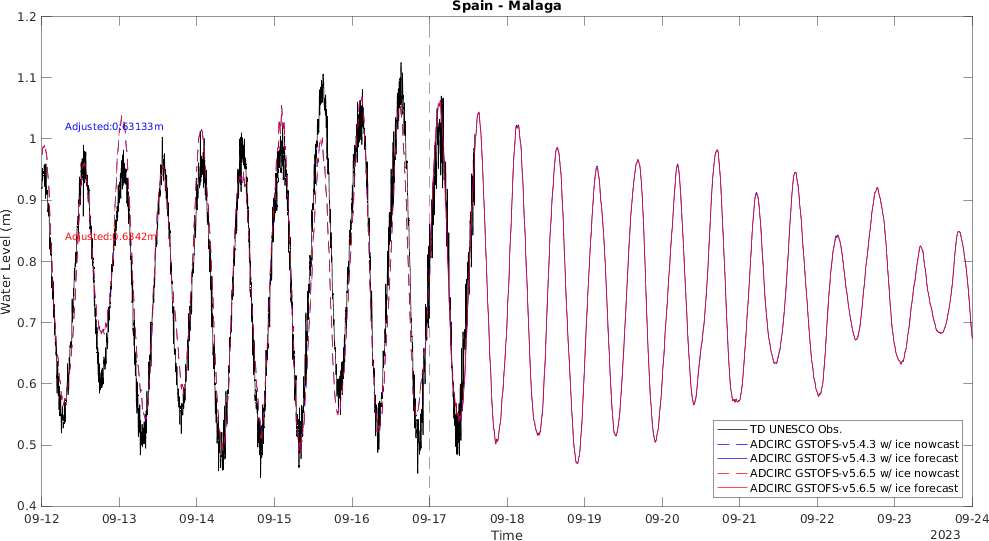 Spain - Malaga
1.2
1.1
1
0.9
0.8
0.7
0.6
0.5
0.4
Water Level (m)
Adjusted:0.63133m
Adjusted:0.6342m
TD UNESCO Obs.
ADCIRC GSTOFS-v5.4.3 w/ ice nowcast
ADCIRC GSTOFS-v5.4.3 w/ ice forecast
ADCIRC GSTOFS-v5.6.5 w/ ice nowcast
ADCIRC GSTOFS-v5.6.5 w/ ice forecast
09-12 09-13 09-14 09-15 09-16 09-17 09-18 09-19 09-20 09-21 09-22 09-23 09-24
Time
2023